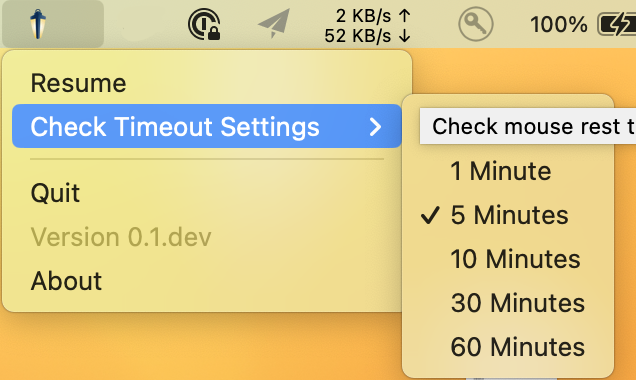 2 KB/s ↑
52 KB/s ↓
100%
Resume
Check Timeout Settings
Check mouse rest t
1 Minute
✓ 5 Minutes
10 Minutes
30 Minutes
60 Minutes
Quit
Version 0.1.dev
About